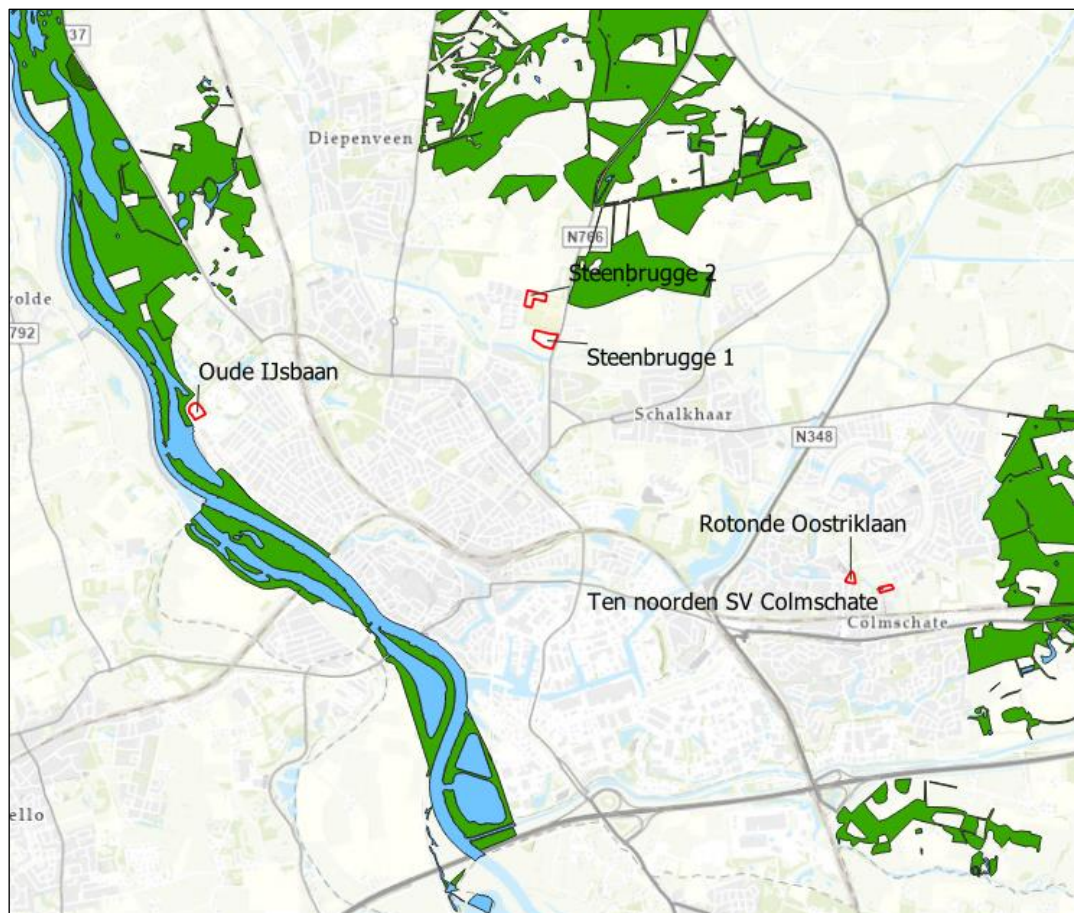 37
Diepenveen
N766
Steenbrugge 2
volde
792
Steenbrugge 1
Oude IJsbaan
Schalkhaar
N348
Rotonde Oostriklaan
Ten noorden SV Colmschate
Colmschate
ello